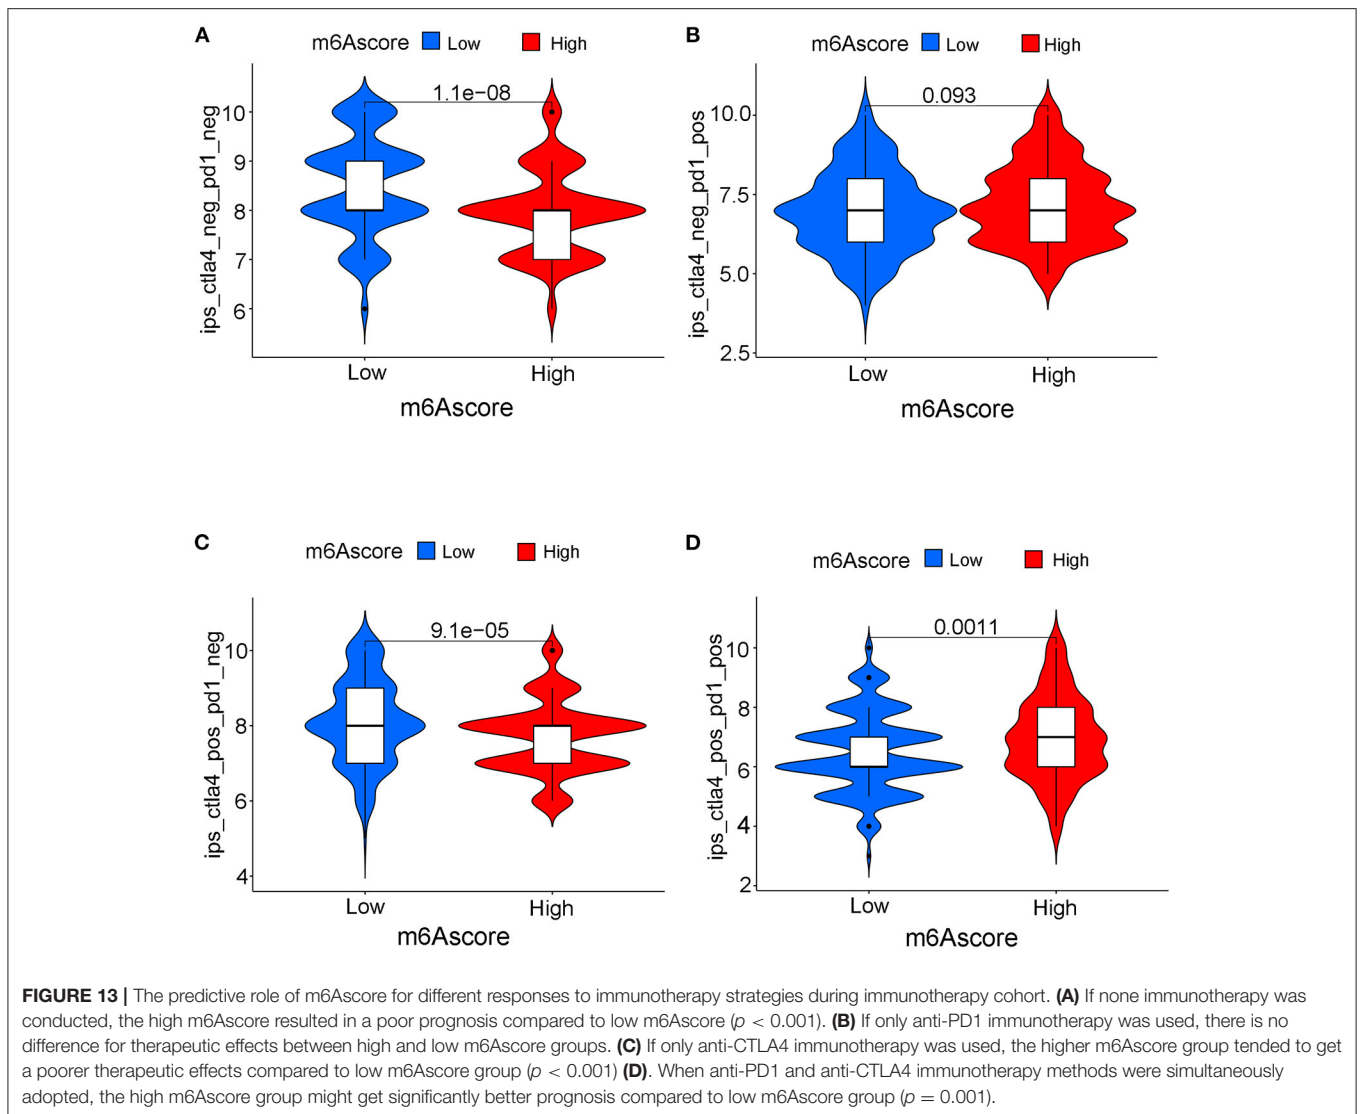 A
m6Ascore Low High
ips_ctla4_neg_pd1_neg
10
9
8
7
6
1.1e−08
Low High
m6Ascore
B
m6Ascore Low High
ips_ctla4_neg_pd1_pos
10.0
7.5
5.0
2.5
0.093
Low High
m6Ascore
C
m6Ascore Low High
ips_ctla4_pos_pd1_neg
10
8
6
4
9.1e−05
Low High
m6Ascore
D
m6Ascore Low High
ips_ctla4_pos_pd1_pos
10
8
6
4
2
0.0011
Low High
m6Ascore
FIGURE 13 | The predictive role of m6Ascore for different responses to immunotherapy strategies during immunotherapy cohort. (A) If none immunotherapy was
conducted, the high m6Ascore resulted in a poor prognosis compared to low m6Ascore (p < 0.001). (B) If only anti-PD1 immunotherapy was used, there is no
difference for therapeutic effects between high and low m6Ascore groups. (C) If only anti-CTLA4 immunotherapy was used, the higher m6Ascore group tended to get
a poorer therapeutic effects compared to low m6Ascore group (p < 0.001) (D). When anti-PD1 and anti-CTLA4 immunotherapy methods were simultaneously
adopted, the high m6Ascore group might get significantly better prognosis compared to low m6Ascore group (p = 0.001).